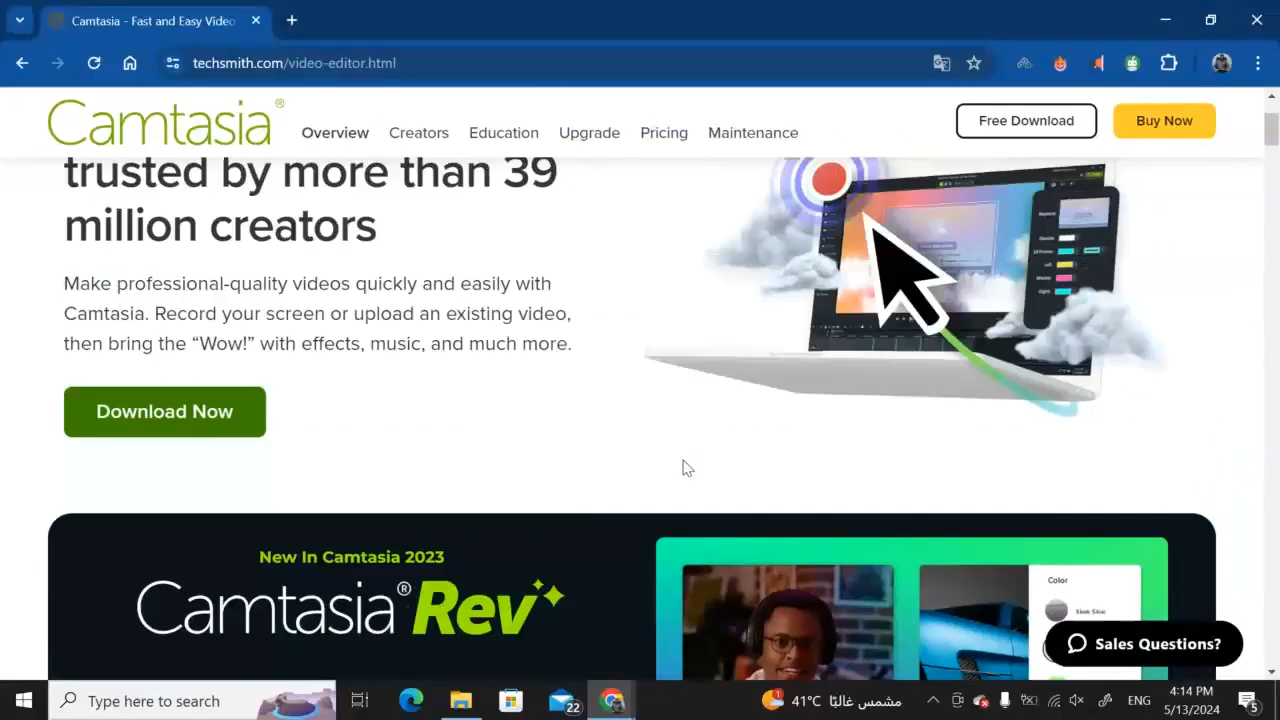 Camtasia - Fast and Easy Video
techsmith.com/video-editor.html
Camtasia®
Overview
Creators
Education
Upgrade
Pricing
Maintenance
Free Download
Buy Now
trusted by more than 39
million creators
Make professional-quality videos quickly and easily with
Camtasia. Record your screen or upload an existing video,
then bring the “Wow!” with effects, music, and much more.
Download Now
New In Camtasia 2023
Camtasia® Rev
Color
Sales Questions?
Type here to search
22
1
41°C مشمس غالبًا
ENG
4:14 PM
5/13/2024
5